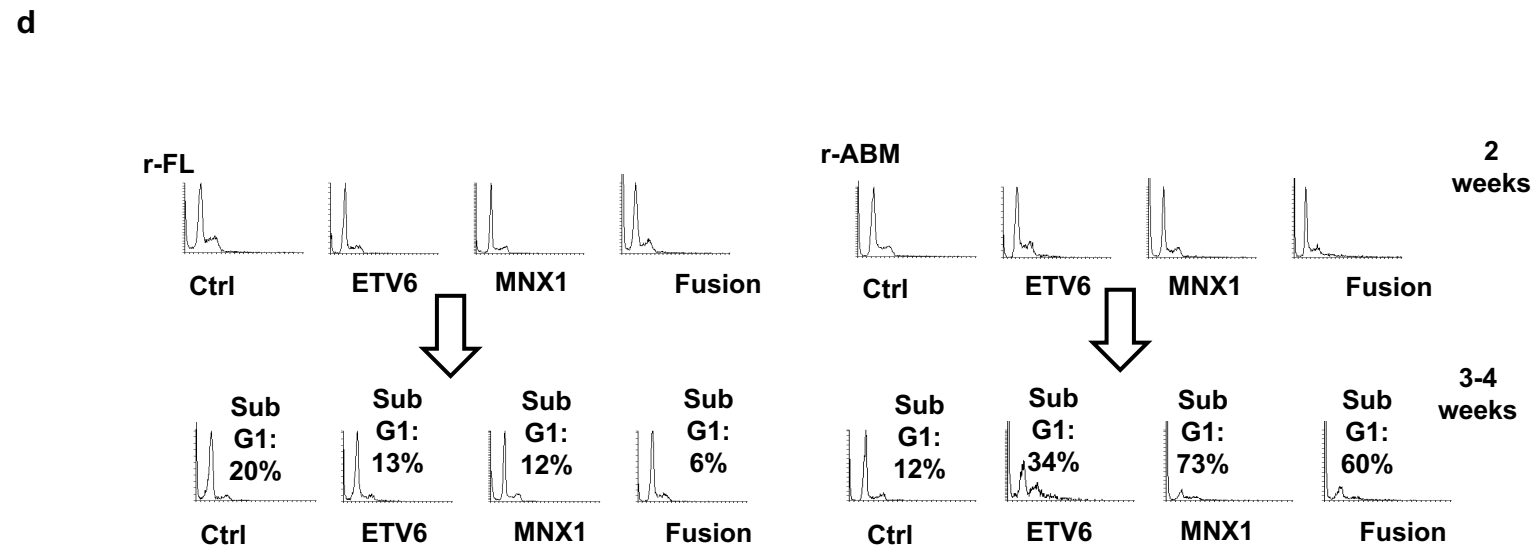 d
r-FL
r-ABM
2
weeks
Ctrl
ETV6
MNX1
Fusion
Ctrl
ETV6
MNX1
Fusion
3-4
weeks
Sub
G1:
20%
Sub
G1:
13%
Sub
G1:
12%
Sub
G1:
6%
Sub
G1:
12%
Sub
G1:
34%
Sub
G1:
73%
Sub
G1:
60%
Ctrl
ETV6
MNX1
Fusion
Ctrl
ETV6
MNX1
Fusion